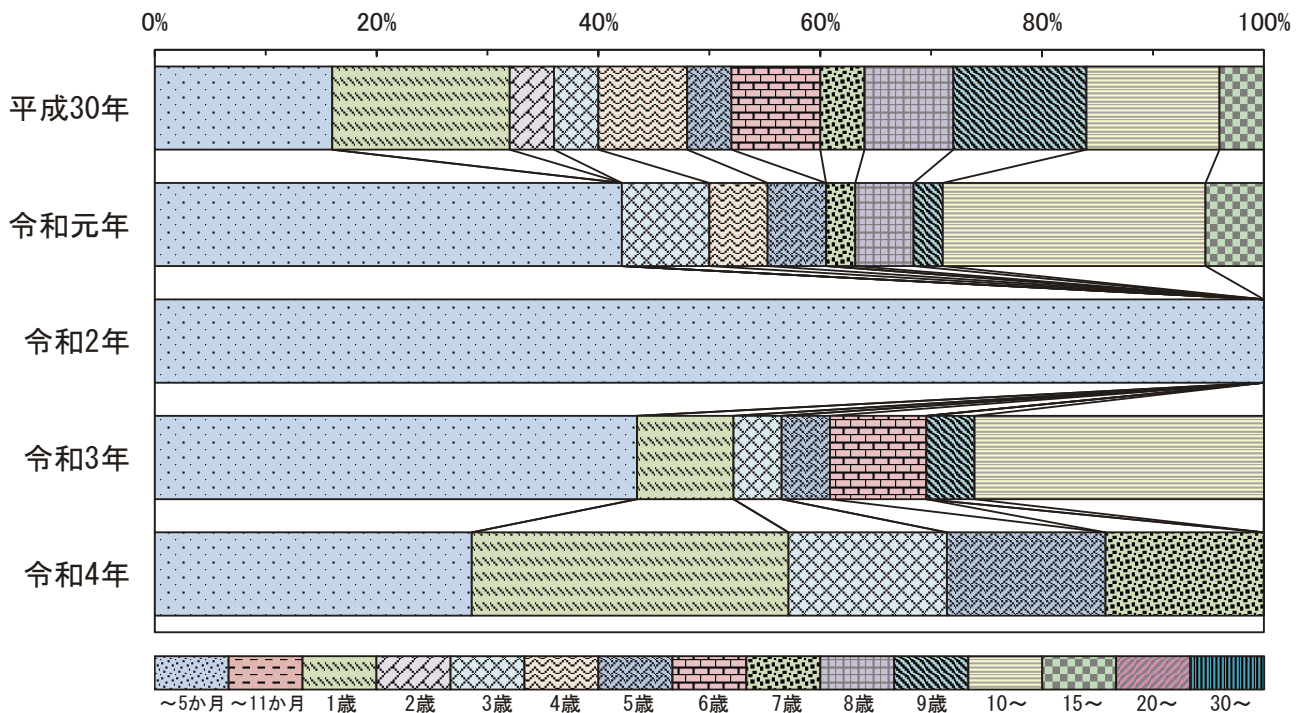 0% 20% 40% 60% 80% 100%
平成30年
令和元年
令和2年
令和3年
令和4年
～5か月 ～11か月 1歳 2歳 3歳 4歳 5歳 6歳 7歳 8歳 9歳 10～ 15～ 20～ 30～